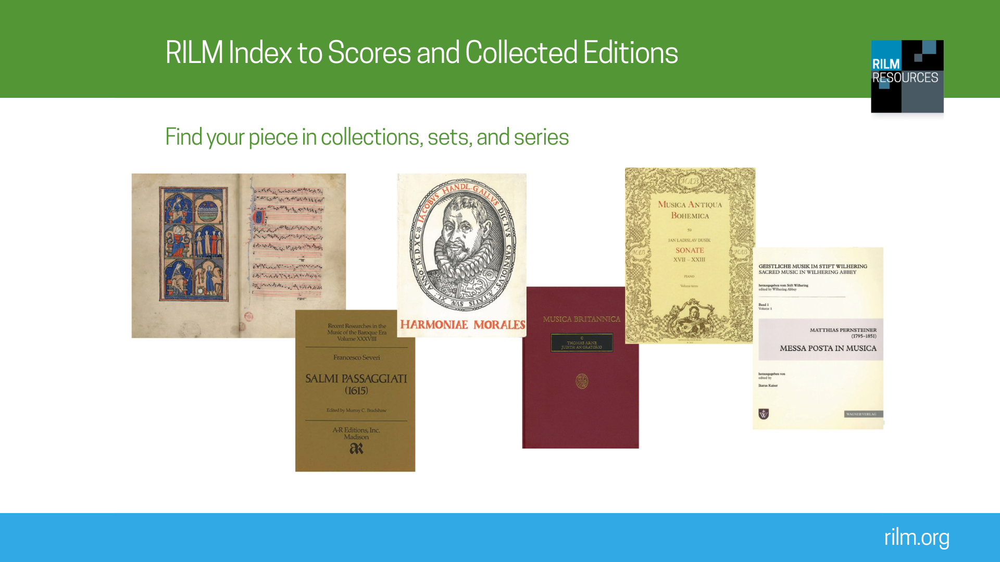 RILM Index to Scores and Collected Editions
RILM
RESOURCES
Find your piece in collections, sets, and series
IACOBVS HANDL·GALLVS DICTVS CARNIOLVS·ÆTATIS SVÆ XL·ANNO:M.D.XC.
HARMONIAE MORALES
Recent Researches in the
Music of the Baroque Era
Volume XXXVIII
Francesco Severi
SALMI PASSAGGIATI
(1615)
Edited by Murray C. Bradshaw
A-R Editions, Inc.
Madison
AR
MUSICA BRITANNICA
C
THOMAS ARNE
JUDITH: AN ORATORIO
MAB
MUSICA ANTIQUA
BOHEMICA
59
JAN LADISLAV DUSÍK
MAB
SONATE
MAB
XVII – XXIII
PIANO
Volume three
GEISTLICHE MUSIK IM STIFT WILHERING
SACRED MUSIC IN WILHERING ABBEY
herausgegeben vom Stift Wilhering
edited by Wilhering Abbey
Band 1
Volume 1
MATTHIAS PERNSTEINER
(1795–1851)
MESSA POSTA IN MUSICA
herausgegeben von
edited by
Ikarus Kaiser
W
WAGNER VERLAG
rilm.org